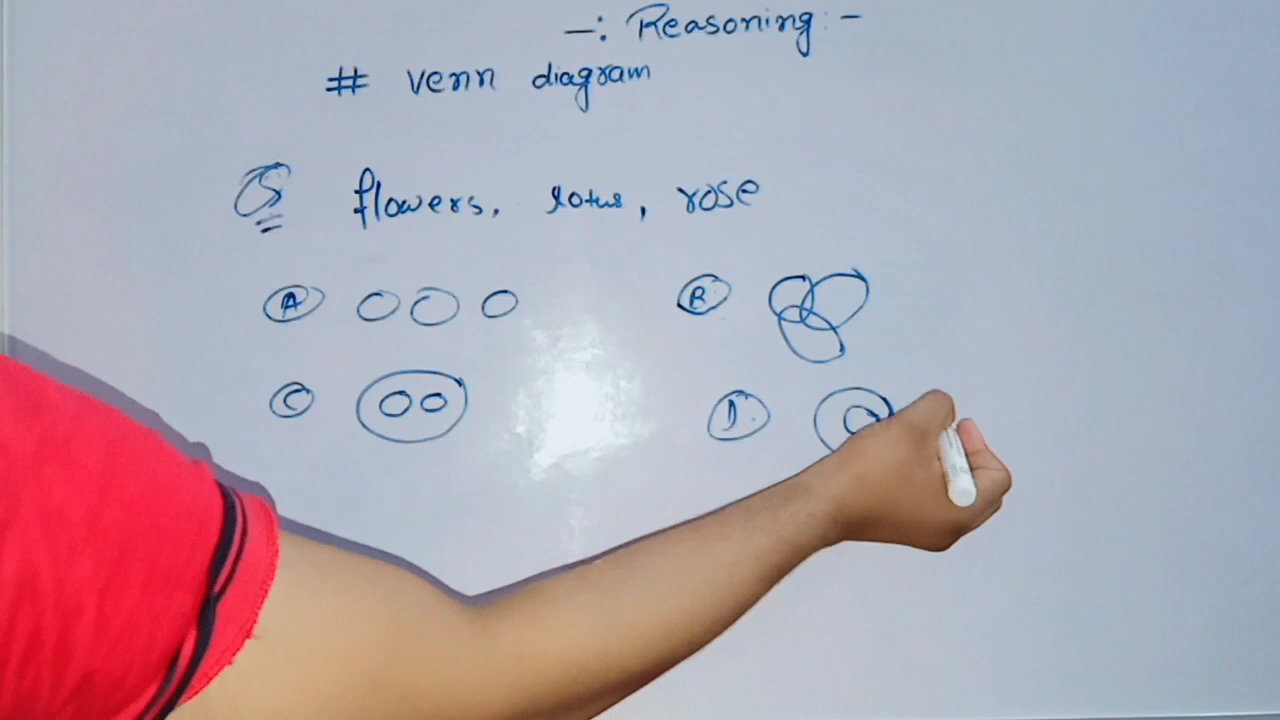 -: Reasoning :-
# venn diagram
Q flowers, lotus, rose
A B
C D